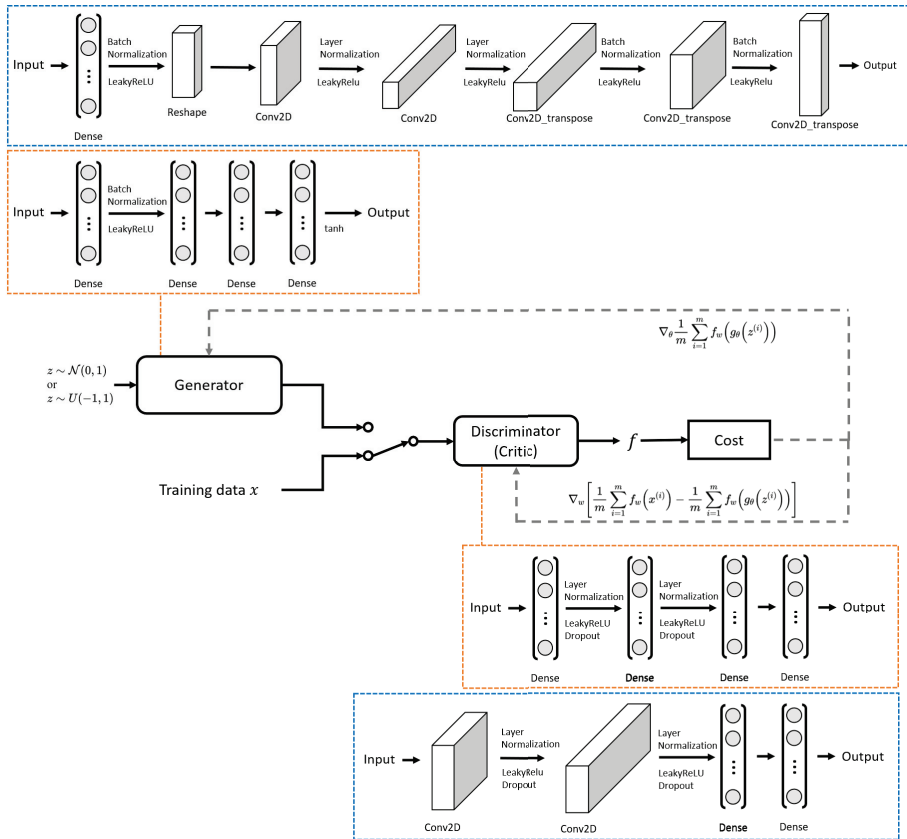 Input
Dense
Batch
Normalization
LeakyReLU
Reshape
Conv2D
Layer
Normalization
LeakyRelu
Conv2D
Layer
Normalization
LeakyRelu
Conv2D_transpose
Batch
Normalization
LeakyRelu
Conv2D_transpose
Batch
Normalization
LeakyRelu
Conv2D_transpose
Output
Input
Dense
Batch
Normalization
LeakyReLU
Dense
Dense
Dense
tanh
Output
∇_θ 1/m ∑_{i=1}^{m} f_w(g_θ(z^{(i)}))
z ∼ 𝒩(0, 1)
or
z ∼ U(−1, 1)
Generator
Training data x
Discriminator
(Critic)
f
Cost
∇_w[1/m ∑_{i=1}^{m} f_w(x^{(i)}) − 1/m ∑_{i=1}^{m} f_w(g_θ(z^{(i)}))]
Input
Dense
Layer
Normalization
LeakyReLU
Dropout
Dense
Layer
Normalization
LeakyReLU
Dropout
Dense
Dense
Output
Input
Conv2D
Layer
Normalization
LeakyRelu
Dropout
Conv2D
Layer
Normalization
LeakyReLU
Dropout
Dense
Dense
Output